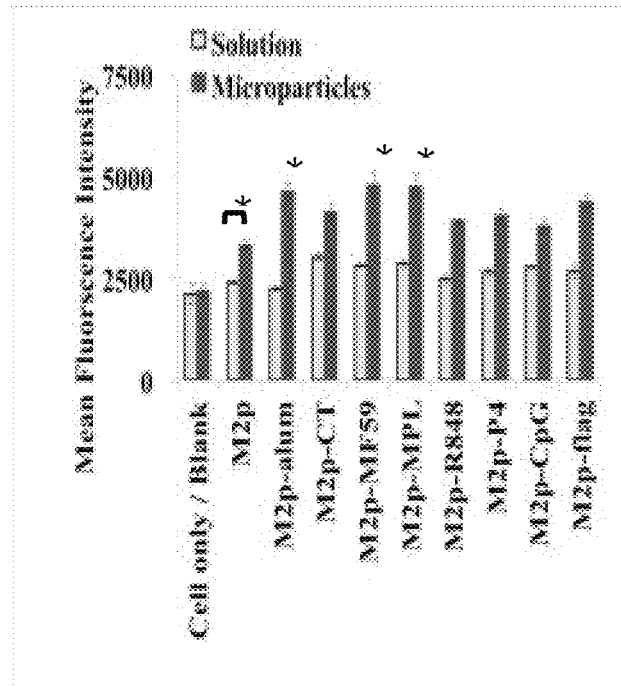 Solution
Microparticles
Mean Fluorscence Intensity
7500
5000
2500
0
*
*
*
*
Cell only / Blank
M2p
M2p-alum
M2p-CT
M2p-MF59
M2p-MPL
M2p-R848
M2p-P4
M2p-CpG
M2p-flag